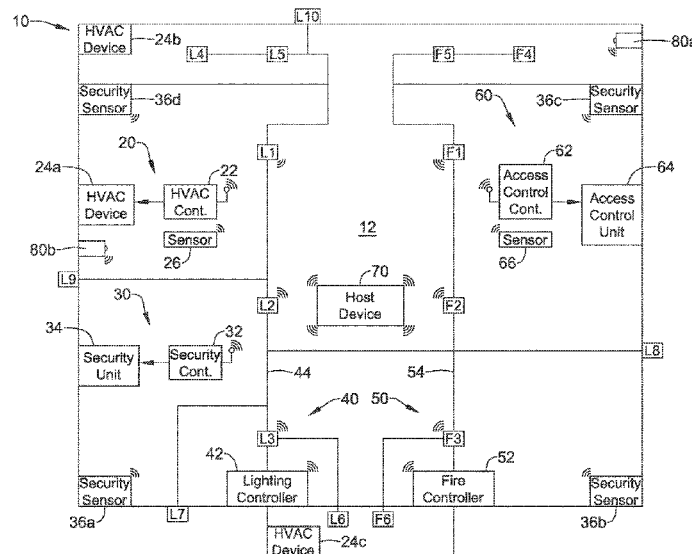 10
L10
HVAC
Device
24b
L4
L5
F5
F4
80a
Security
Sensor
36d
60
36c
Security
Sensor
20
L1
F1
24a
22
62
64
HVAC
Device
HVAC
Cont.
Access
Control
Cont.
Access
Control
Unit
12
80b
Sensor
26
Sensor
66
70
L9
30
L2
Host
Device
F2
34
32
L8
Security
Unit
Security
Cont.
44
54
40
50
42
L3
F3
52
Security
Sensor
Lighting
Controller
Fire
Controller
Security
Sensor
36a
L7
L6
F6
36b
HVAC
Device
24c